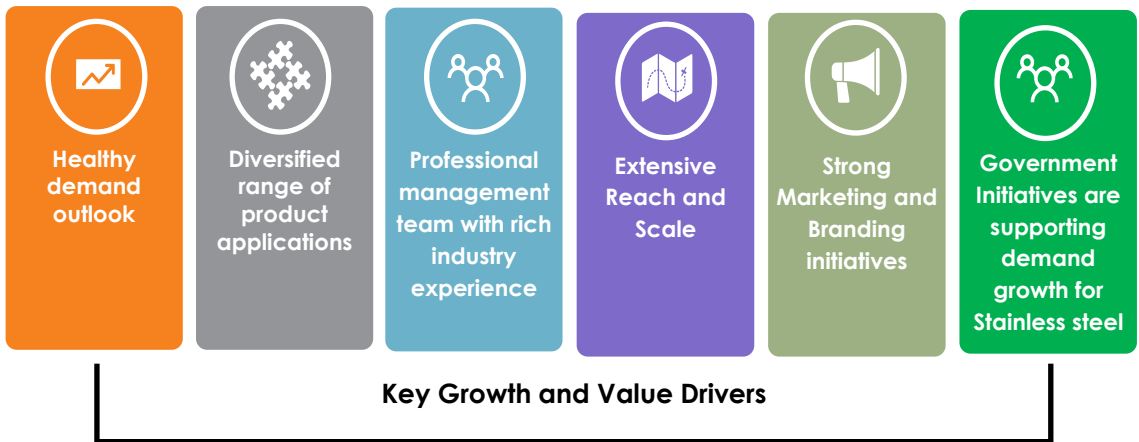 Healthy
demand
outlook
Diversified
range of
product
applications
Professional
management
team with rich
industry
experience
Extensive
Reach and
Scale
Strong
Marketing and
Branding
initiatives
Government
Initiatives are
supporting
demand
growth for
Stainless steel
Key Growth and Value Drivers